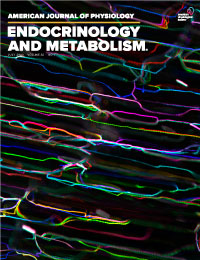 AMERICAN JOURNAL OF PHYSIOLOGY
ENDOCRINOLOGY
AND METABOLISM.